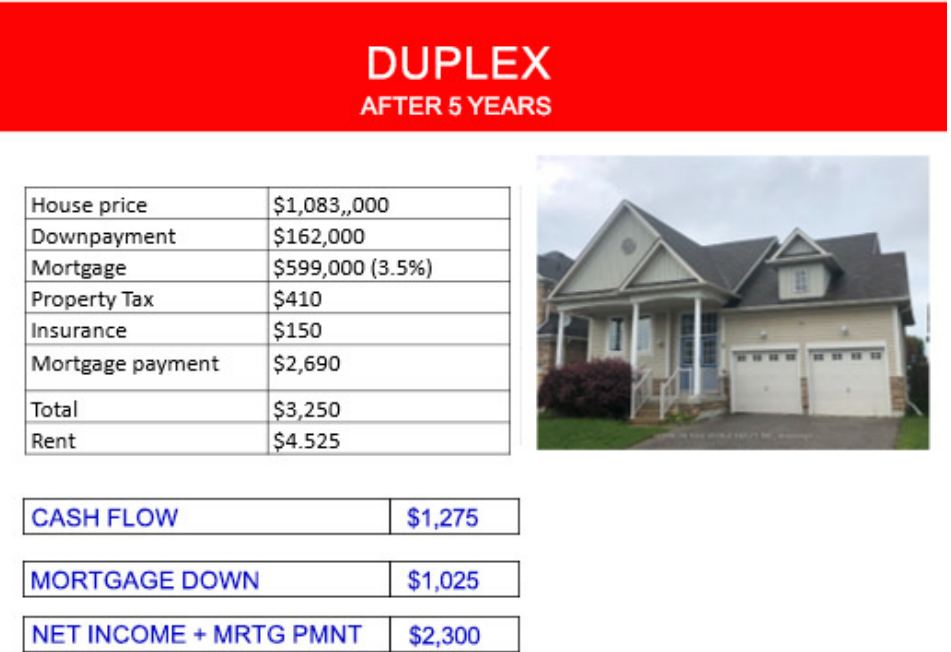 DUPLEX
AFTER 5 YEARS
House price $1,083,,000
Downpayment $162,000
Mortgage $599,000 (3.5%)
Property Tax $410
Insurance $150
Mortgage payment $2,690
Total $3,250
Rent $4.525
CASH FLOW $1,275
MORTGAGE DOWN $1,025
NET INCOME + MRTG PMNT $2,300